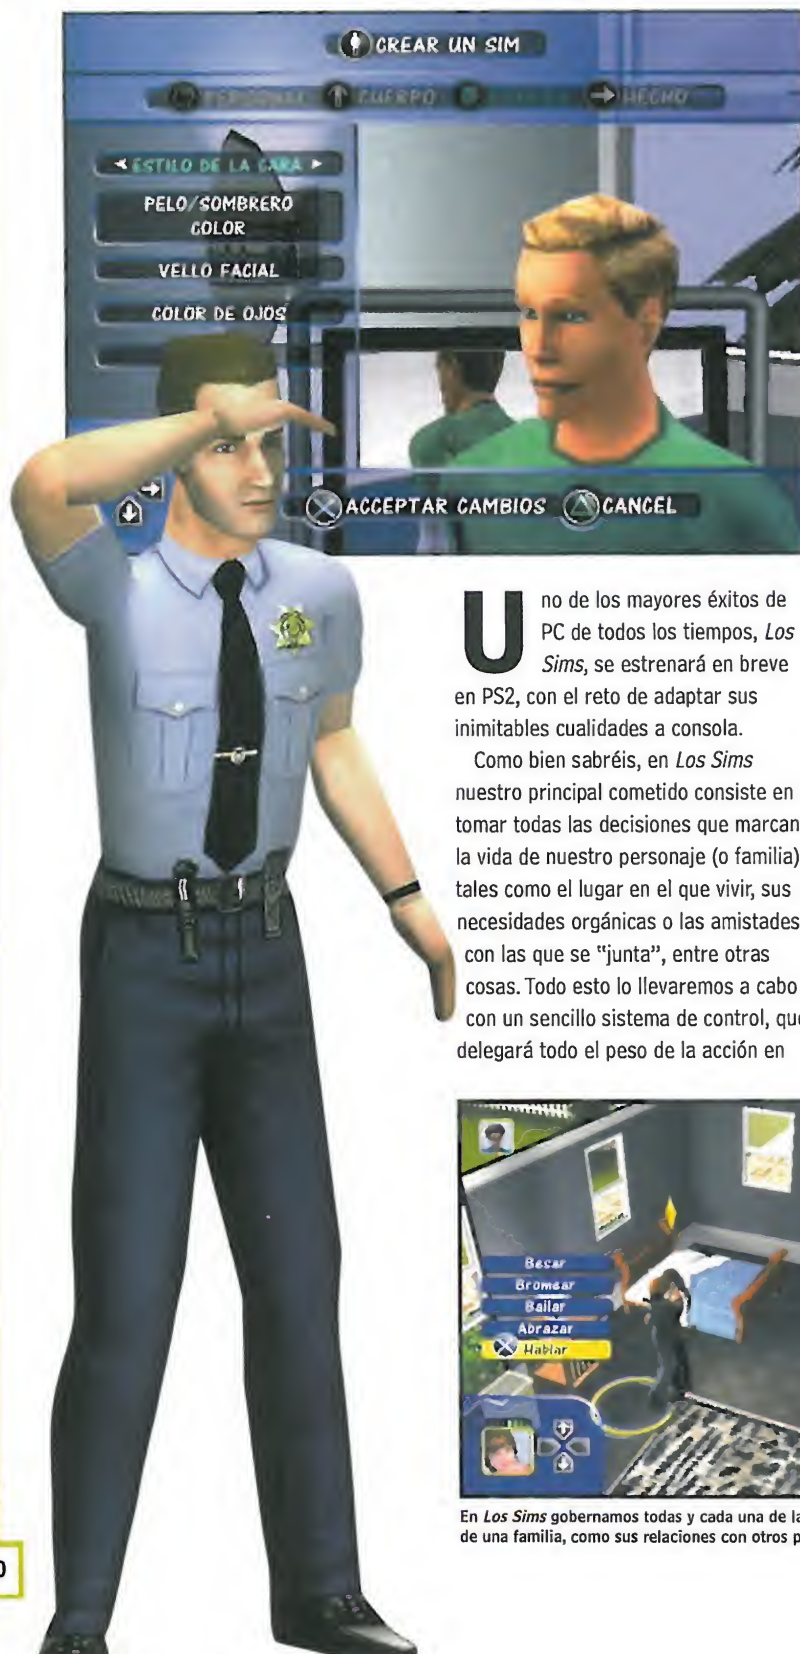 CREAR UN SIM
PERSONAL CUERPO HECHO
ESTILO DE LA CARA
PELO/SOMBRERO
COLOR
VELLO FACIAL
COLOR DE OJOS
ACCEPTAR CAMBIOS CANCEL
Uno de los mayores éxitos de
PC de todos los tiempos, Los
Sims, se estrenará en breve
en PS2, con el reto de adaptar sus
inimitables cualidades a consola.
Como bien sabréis, en Los Sims
nuestro principal cometido consiste en
tomar todas las decisiones que marcan
la vida de nuestro personaje (o familia)
tales como el lugar en el que vivir, sus
necesidades orgánicas o las amistades
con las que se "junta", entre otras
cosas. Todo esto lo llevaremos a cabo
con un sencillo sistema de control, que
delegará todo el peso de la acción en
Besar
Bromear
Bailar
Abrazar
Hablar
En Los Sims gobernamos todas y cada una de la
de una familia, como sus relaciones con otros p
0